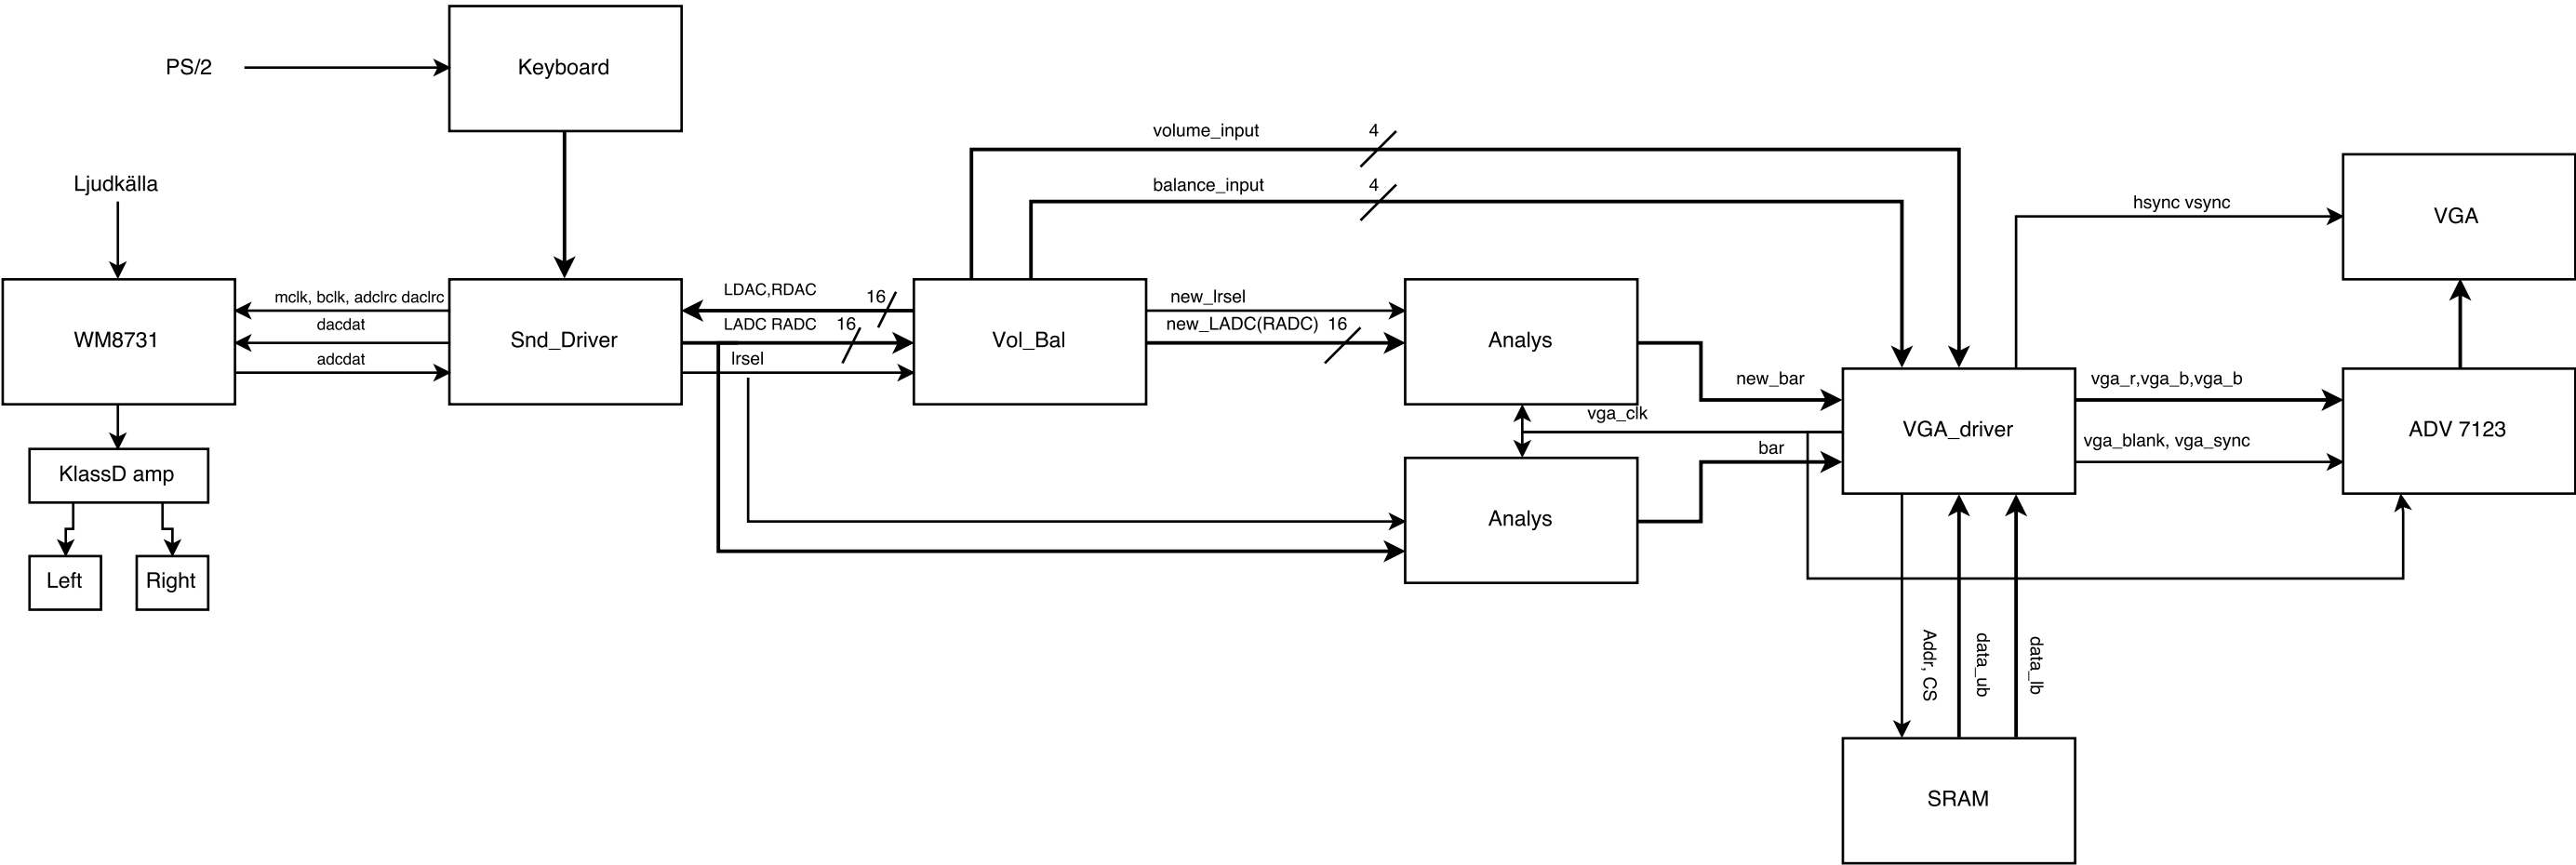 PS/2
Keyboard
volume_input
4
Ljudkälla
balance_input
4
hsync vsync
VGA
mclk, bclk, adclrc daclrc
LDAC,RDAC
16
new_lrsel
WM8731
dacdat
Snd_Driver
LADC RADC
16
Vol_Bal
new_LADC(RADC)
16
Analys
adcdat
lrsel
new_bar
vga_r,vga_b,vga_b
vga_clk
VGA_driver
ADV 7123
vga_blank, vga_sync
bar
KlassD amp
Analys
Left
Right
Addr, CS
data_ub
data_lb
SRAM